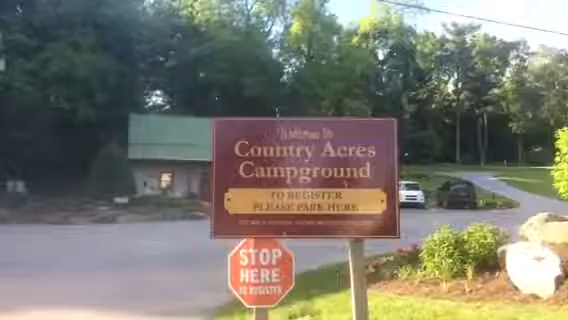 Welcome to
Country Acres
Campground
TO REGISTER
PLEASE PARK HERE
STOP
HERE
TO REGISTER